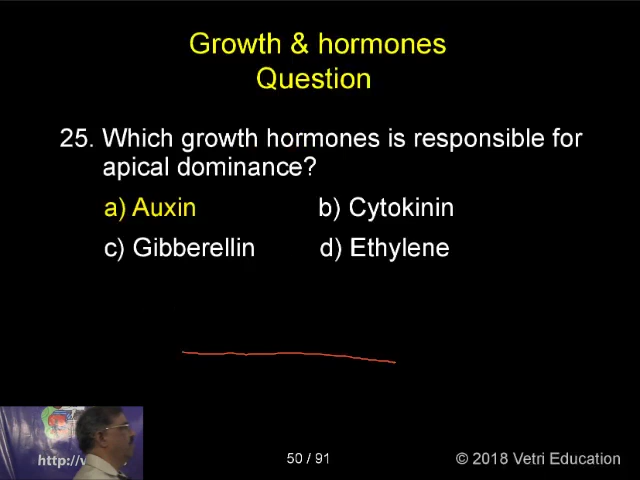 Growth & hormones
Question
25. Which growth hormones is responsible for
apical dominance?
a) Auxin b) Cytokinin
c) Gibberellin d) Ethylene
http://v
50 / 91 © 2018 Vetri Education